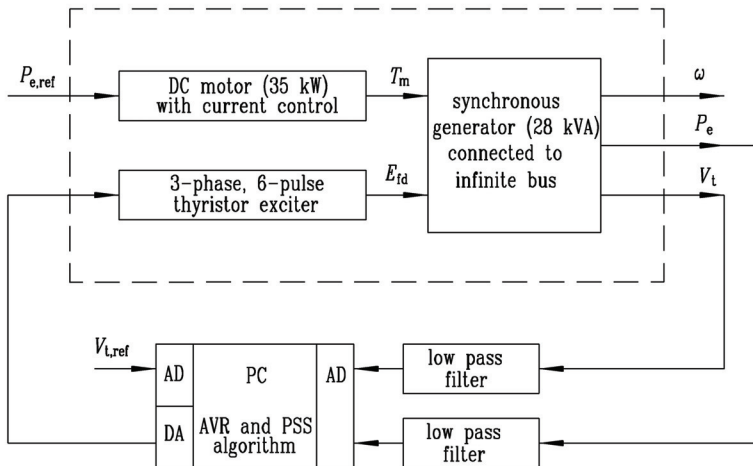 P_e,ref
DC motor (35 kW)
with current control
T_m
synchronous
generator (28 kVA)
connected to
infinite bus
ω
P_e
V_t
3-phase, 6-pulse
thyristor exciter
E_fd
V_t,ref
AD
DA
PC
AVR and PSS
algorithm
AD
low pass
filter
low pass
filter